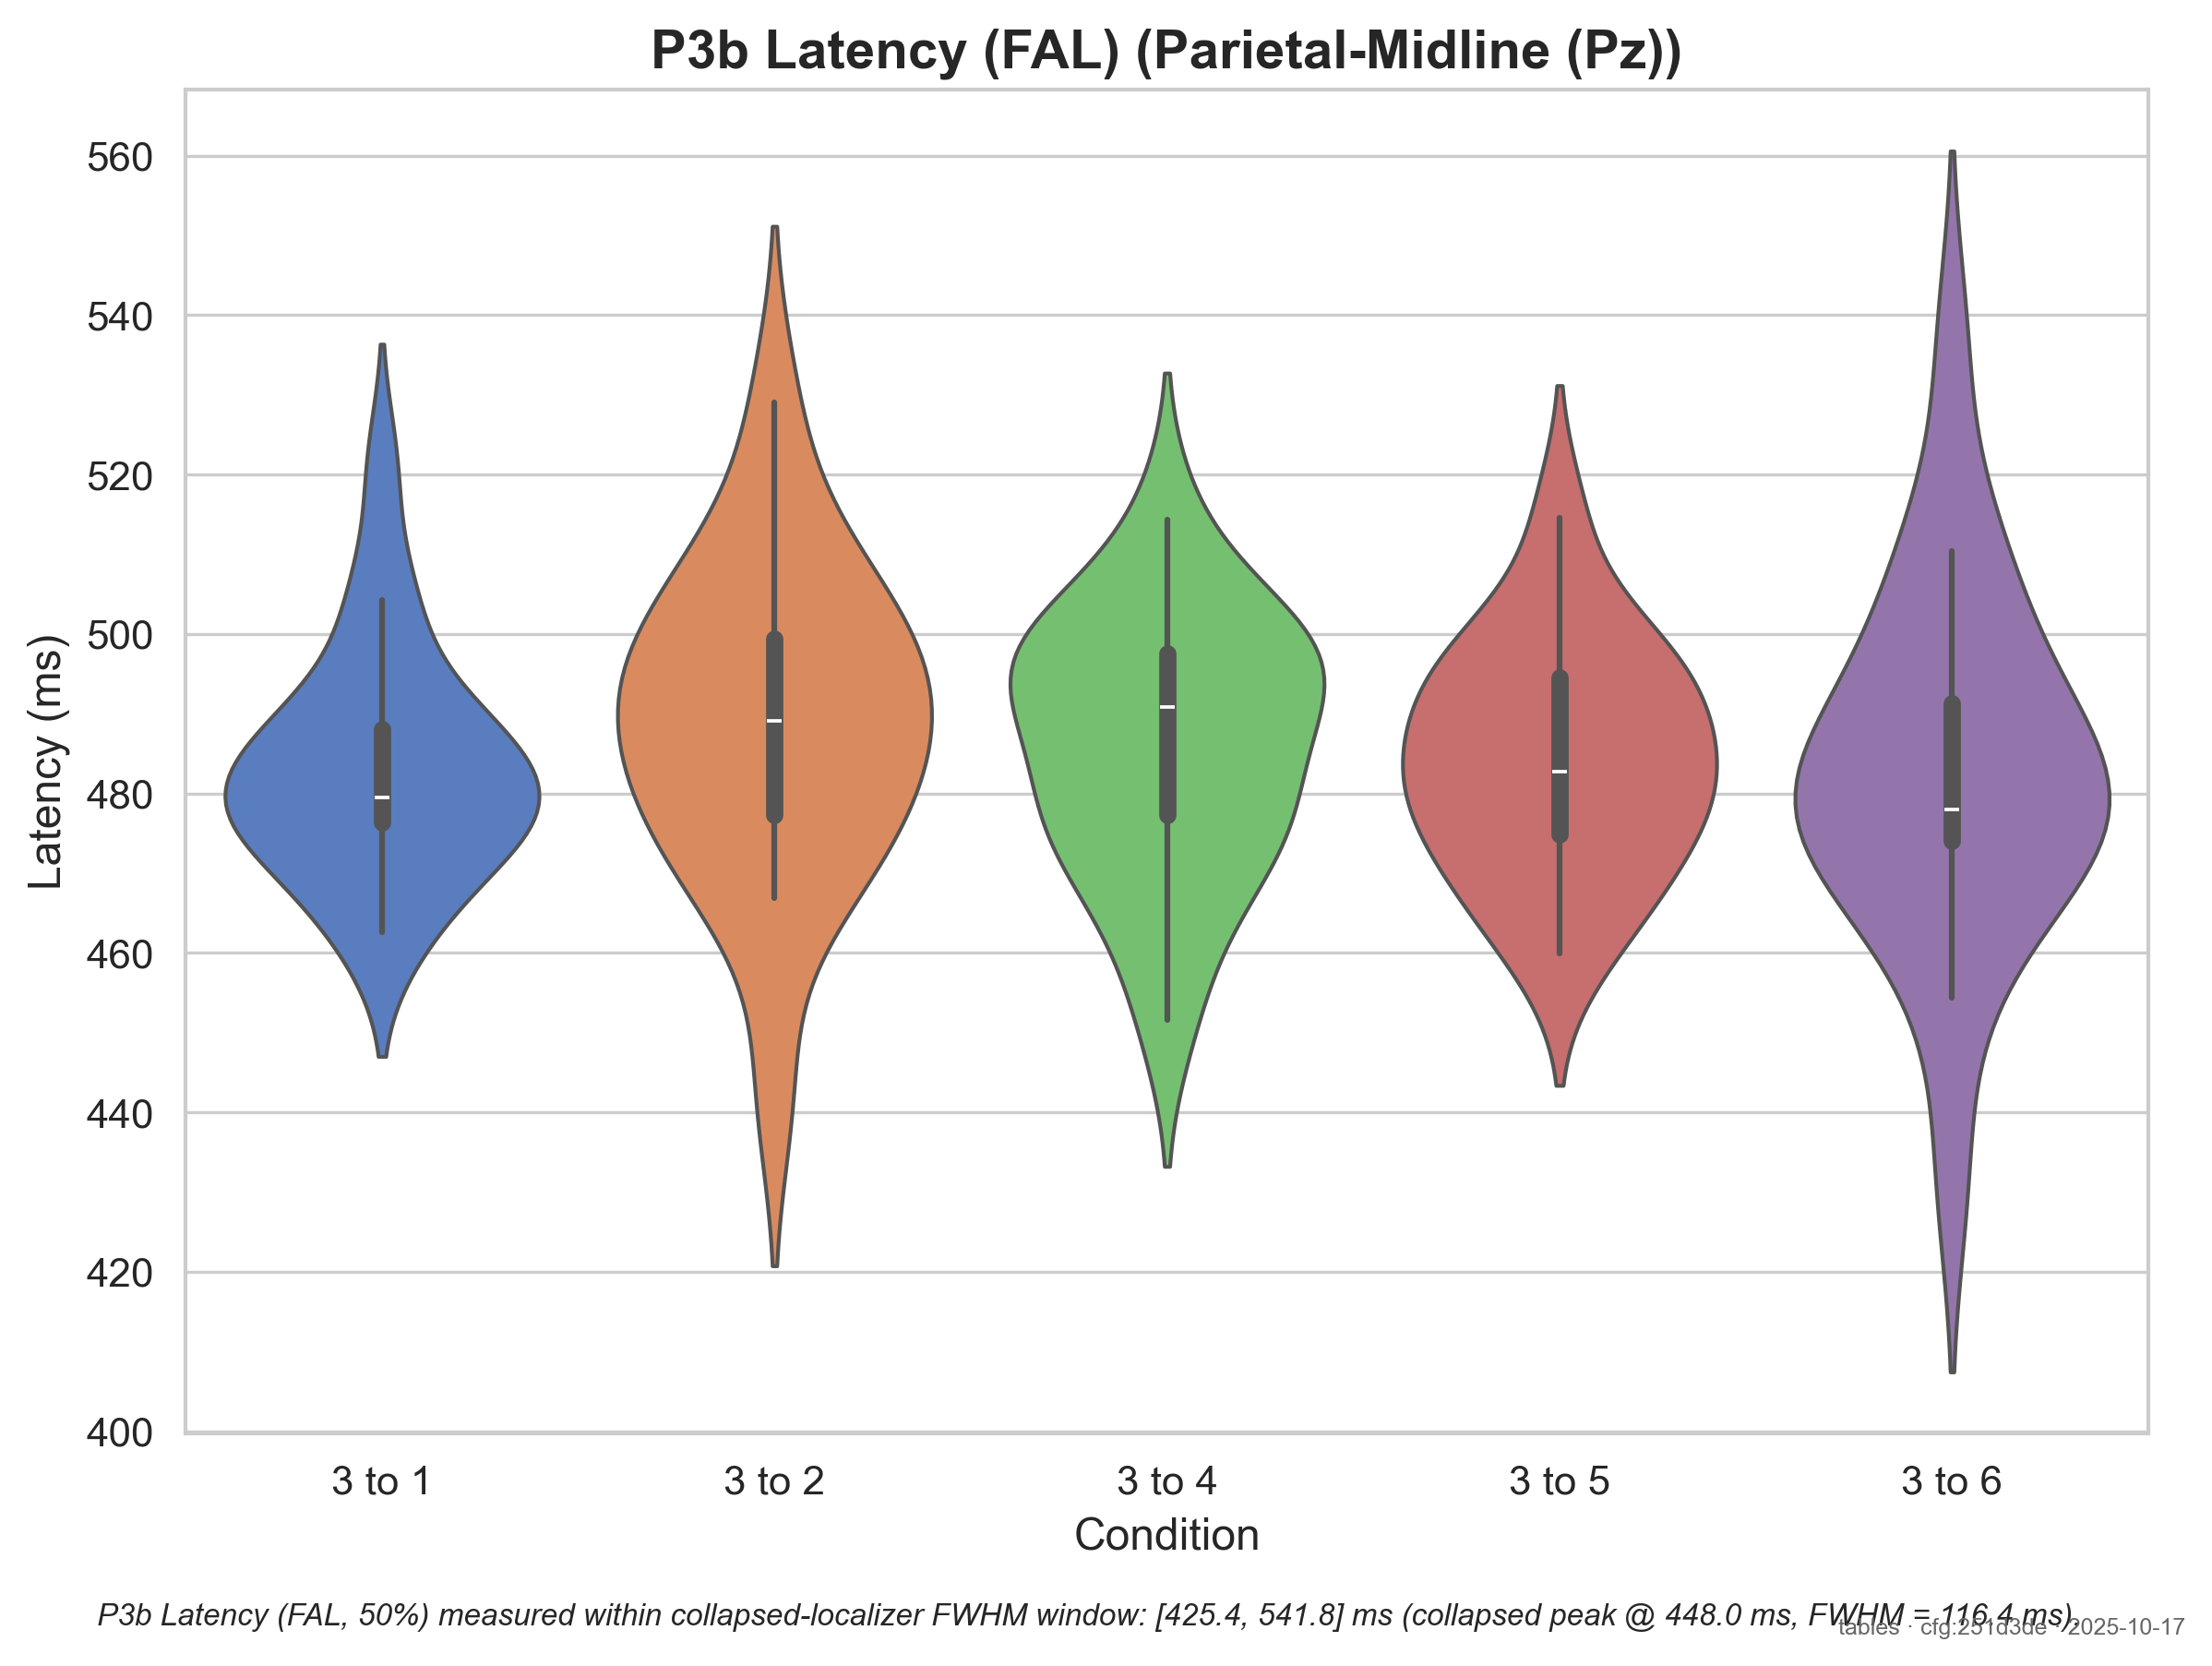 P3b Latency (FAL) (Parietal-Midline (Pz))
Latency (ms)
560
540
520
500
480
460
440
420
400
3 to 1 3 to 2 3 to 4 3 to 5 3 to 6
Condition
P3b Latency (FAL, 50%) measured within collapsed-localizer FWHM window: [425.4, 541.8] ms (collapsed peak @ 448.0 ms, FWHM = 116.4 ms).
tables · cfg:251d3de · 2025-10-17